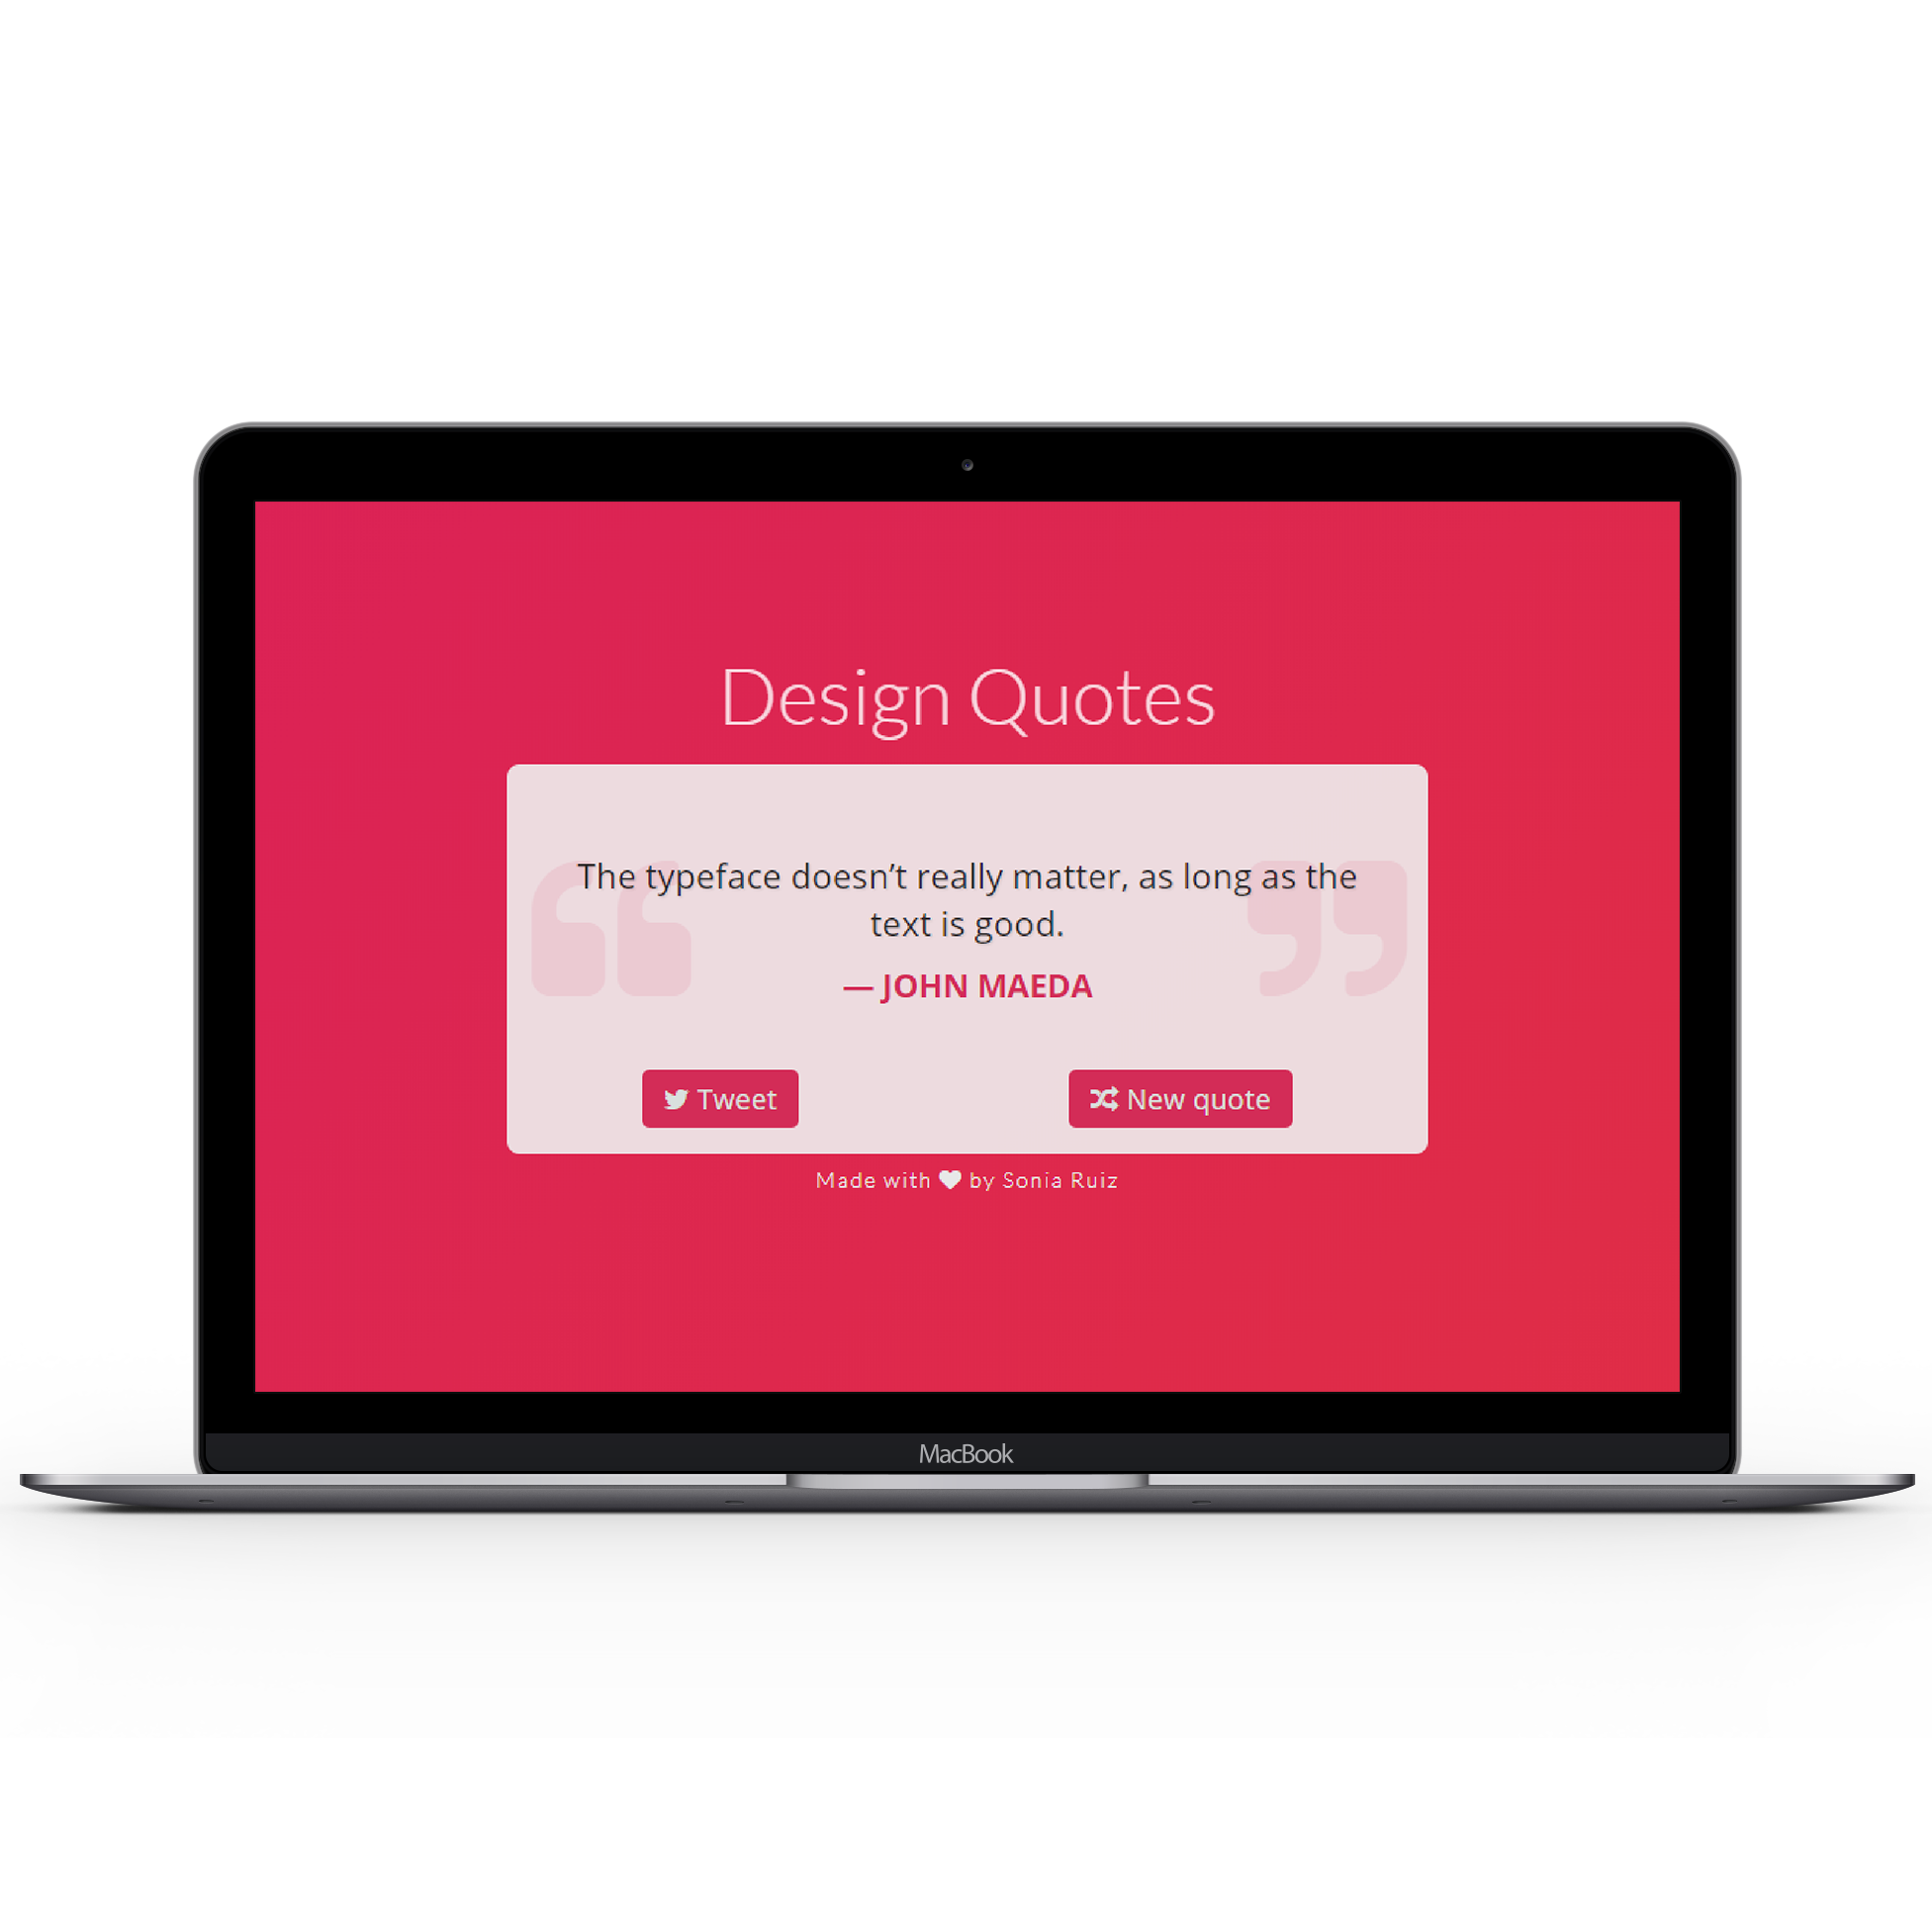 Design Quotes
The typeface doesn’t really matter, as long as the
text is good.
— JOHN MAEDA
Tweet
New quote
Made with ♥ by Sonia Ruiz
MacBook